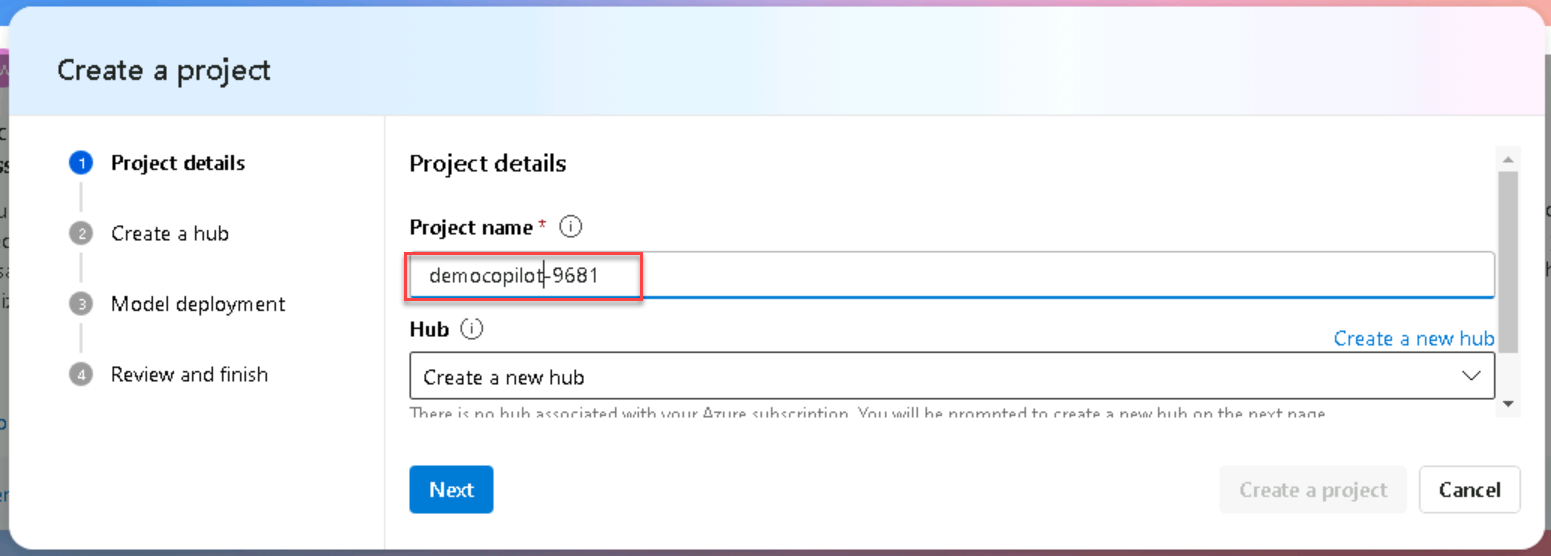 Create a project
1 Project details
2 Create a hub
3 Model deployment
4 Review and finish
Project details
Project name *
democopilot-9681
Hub
Create a new hub
Create a new hub
There is no hub associated with your Azure subscription. You will be prompted to create a new hub on the next page
Next
Create a project
Cancel